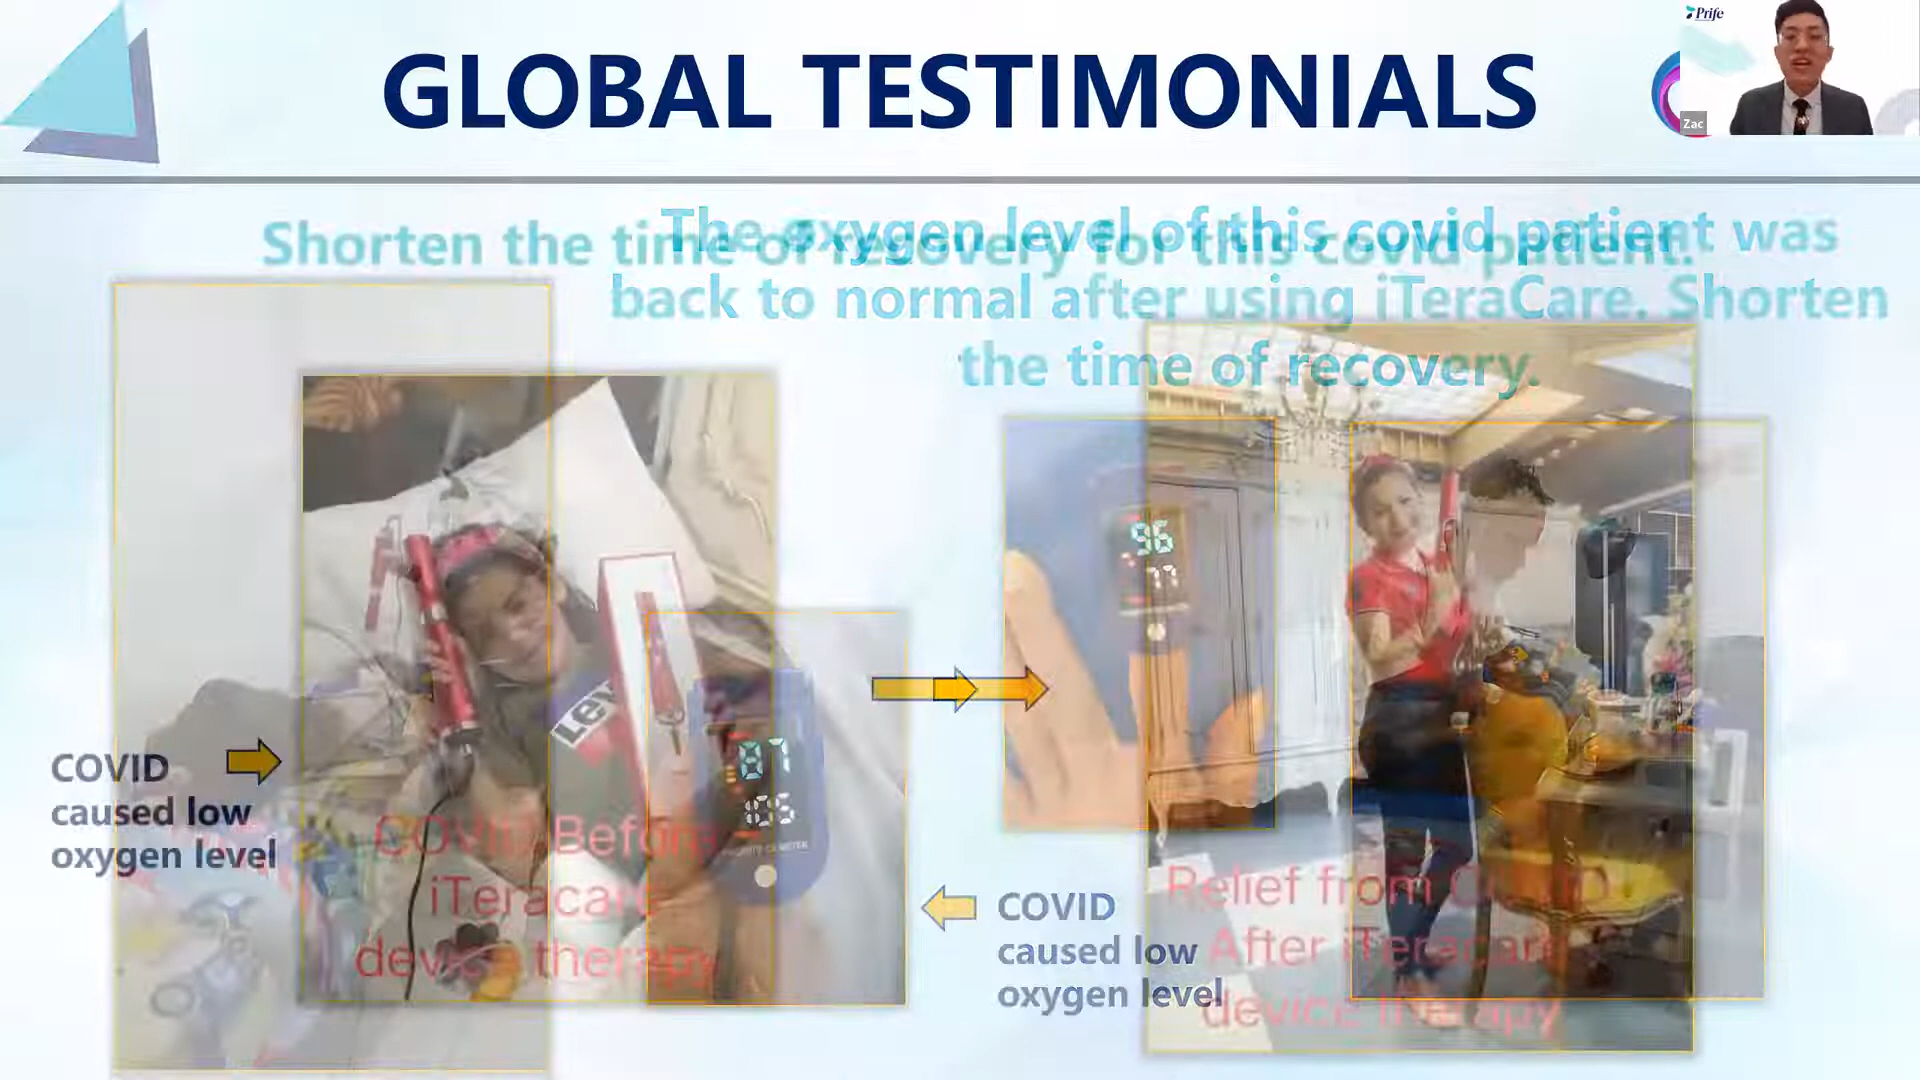 Prife
GLOBAL TESTIMONIALS
Zac
Shorten the time of recovery for this covid patient.
The oxygen level of this covid patient was
back to normal after using iTeraCare. Shorten
the time of recovery.
96
77
87
105
COVID
caused low
oxygen level
COVID Before
iTeracare
device therapy
COVID
caused low
oxygen level
Relief from COVID
After iTeracare
device therapy